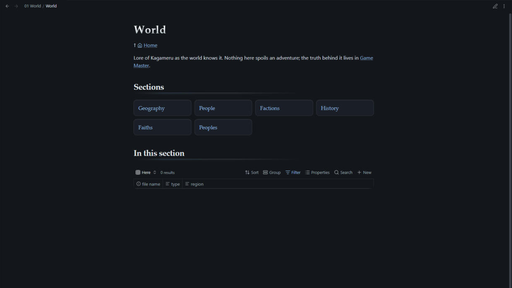 World / World
World
Home
Lore of Kagameru as the world knows it. Nothing here spoils an adventure; the truth behind it lives in Game
Master.
Sections
Geography
People
Factions
History
Faiths
Peoples
In this section
Here
0 results
Sort
Group
Filter
Properties
Search
New
file name
type
region